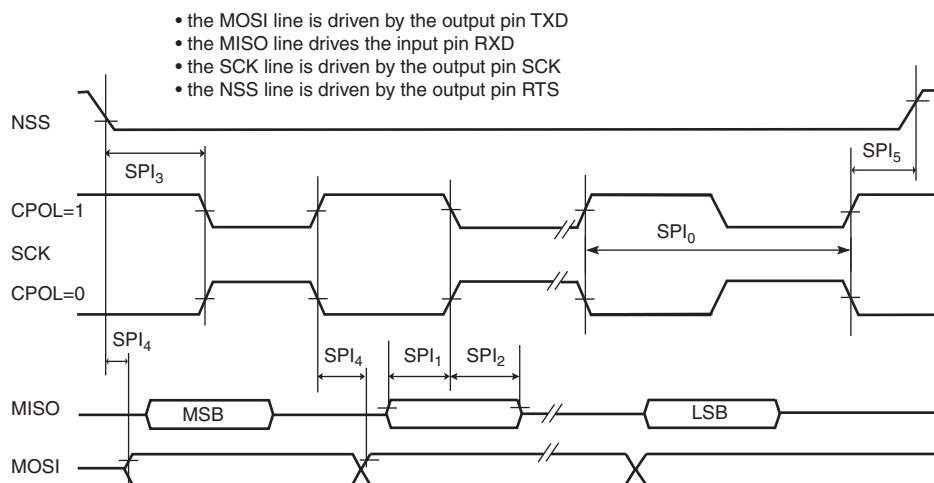 • the MOSI line is driven by the output pin TXD
• the MISO line drives the input pin RXD
• the SCK line is driven by the output pin SCK
• the NSS line is driven by the output pin RTS
NSS
SPI3
SPI5
CPOL=1
SCK
SPI0
CPOL=0
SPI4
SPI4
SPI1
SPI2
MISO
MSB
LSB
MOSI